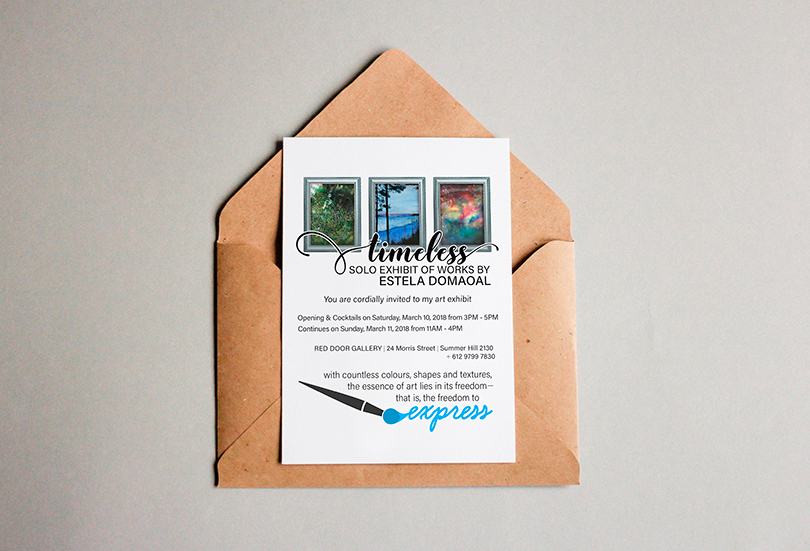 timeless
SOLO EXHIBIT OF WORKS BY
ESTELA DOMAOAL
You are cordially invited to my art exhibit
Opening & Cocktails on Saturday, March 10, 2018 from 3PM - 5PM
Continues on Sunday, March 11, 2018 from 11AM - 4PM
RED DOOR GALLERY | 24 Morris Street | Summer Hill 2130
+ 612 9799 7830
with countless colours, shapes and textures,
the essence of art lies in its freedom—
that is, the freedom to
express